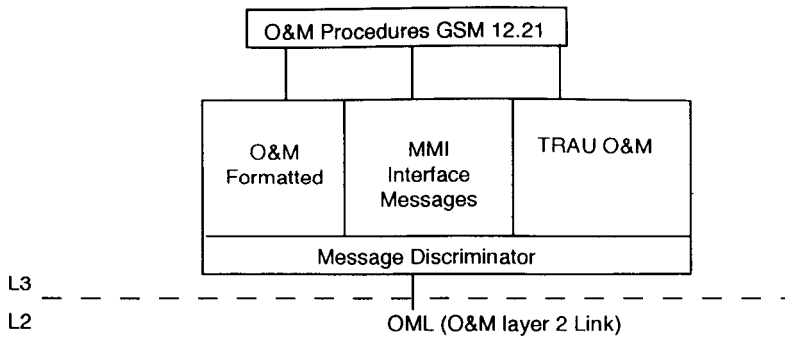 O&M Procedures GSM 12.21
O&M
Formatted
MMI
Interface
Messages
TRAU O&M
Message Discriminator
L3
L2
OML (O&M layer 2 Link)